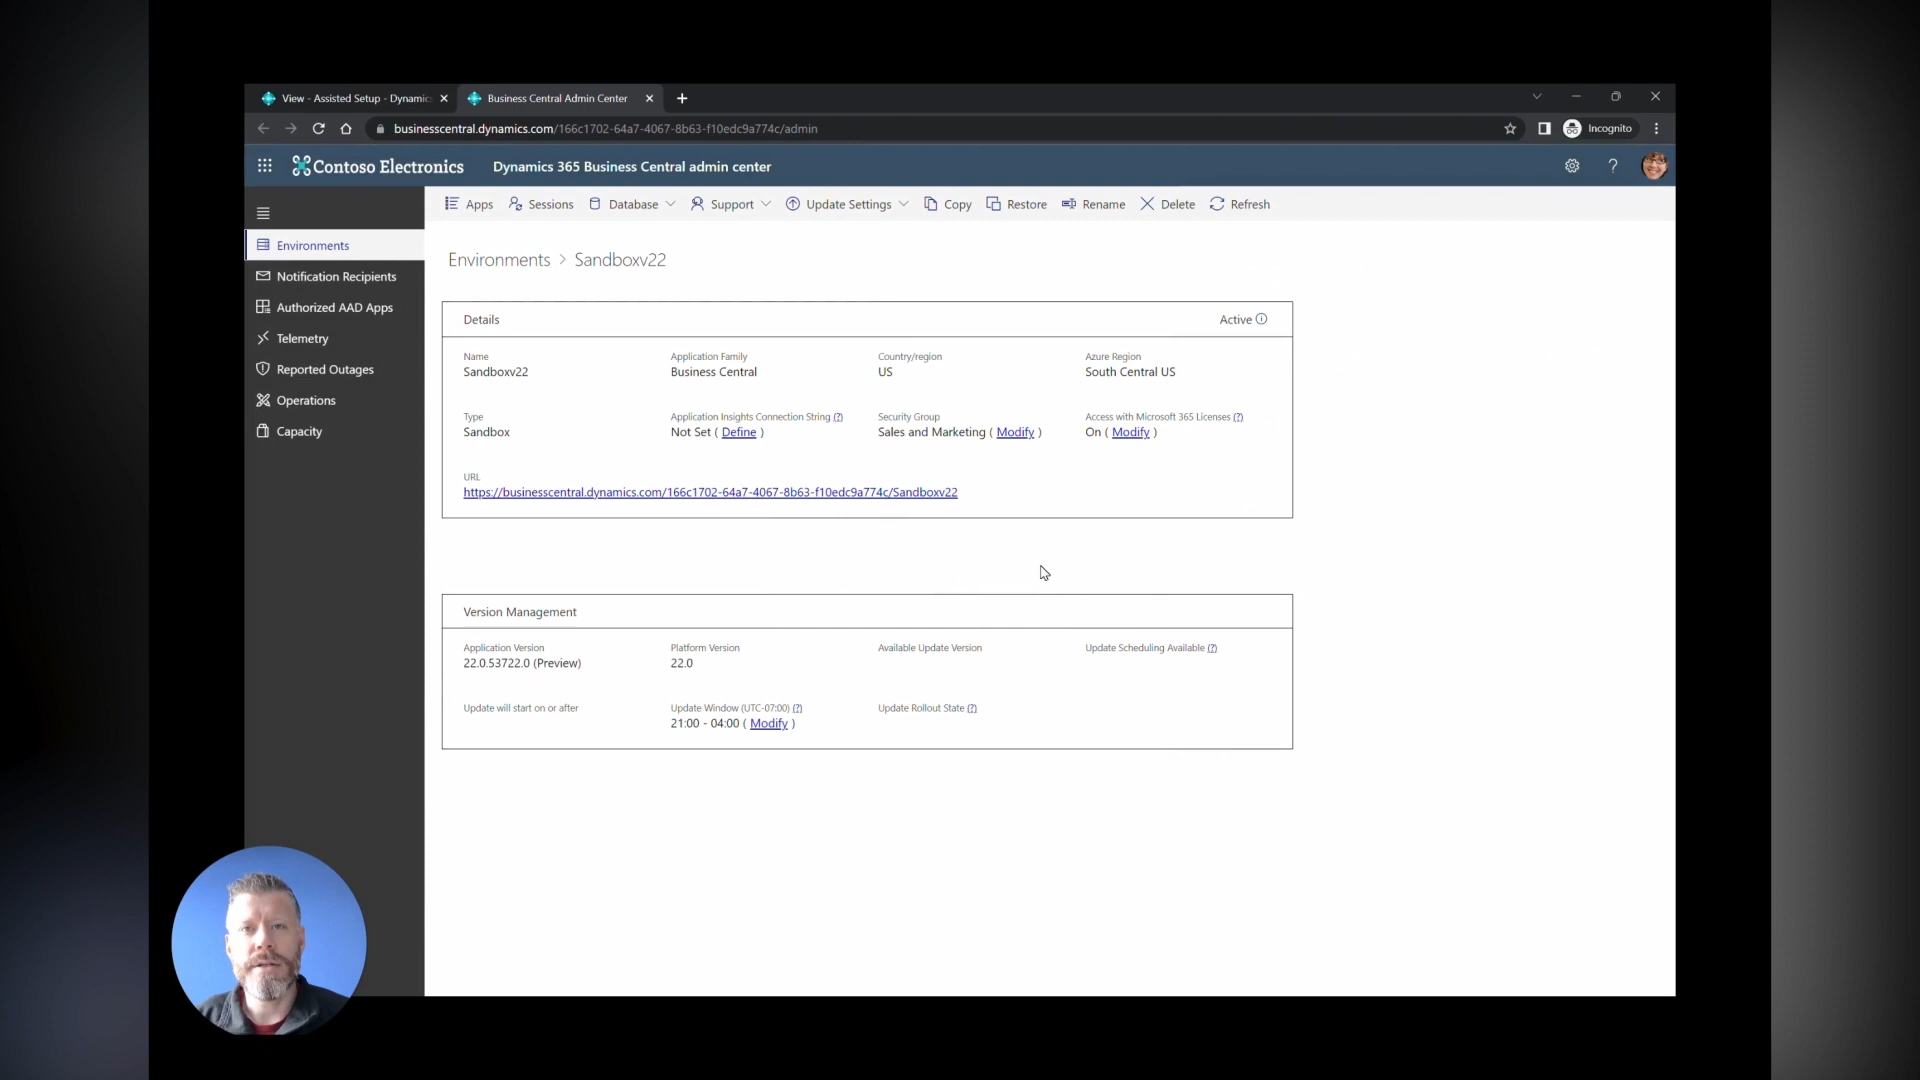 View - Assisted Setup - Dynamic
Business Central Admin Center
businesscentral.dynamics.com/166c1702-64a7-4067-8b63-f10edc9a774c/admin
Incognito
Contoso Electronics
Dynamics 365 Business Central admin center
Apps
Sessions
Database
Support
Update Settings
Copy
Restore
Rename
Delete
Refresh
Environments
Notification Recipients
Authorized AAD Apps
Telemetry
Reported Outages
Operations
Capacity
Environments > Sandboxv22
Details
Active
Name
Application Family
Country/region
Azure Region
Sandboxv22
Business Central
US
South Central US
Type
Application Insights Connection String (?)
Security Group
Access with Microsoft 365 Licenses (?)
Sandbox
Not Set ( Define )
Sales and Marketing ( Modify )
On ( Modify )
URL
https://businesscentral.dynamics.com/166c1702-64a7-4067-8b63-f10edc9a774c/Sandboxv22
Version Management
Application Version
Platform Version
Available Update Version
Update Scheduling Available (?)
22.0.53722.0 (Preview)
22.0
Update will start on or after
Update Window (UTC-07:00) (?)
Update Rollout State (?)
21:00 - 04:00 ( Modify )